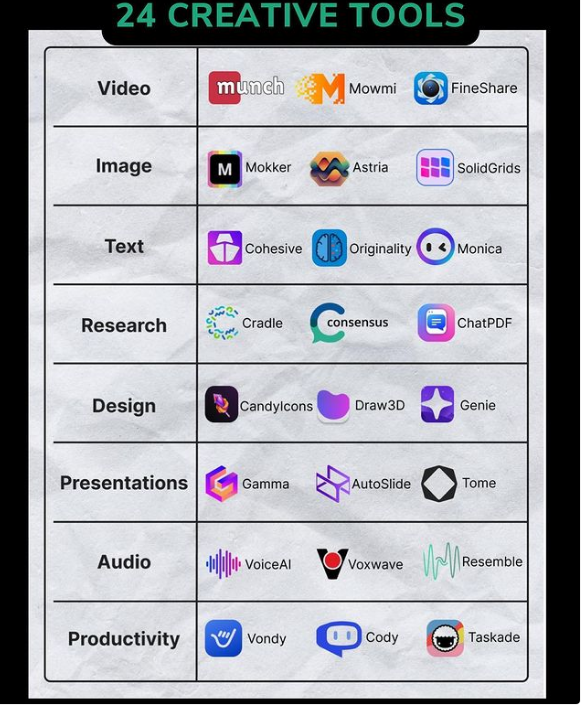 24 CREATIVE TOOLS
Video munch Mowmi FineShare
Image M Mokker Astria SolidGrids
Text Cohesive Originality Monica
Research Cradle consensus ChatPDF
Design CandyIcons Draw3D Genie
Presentations Gamma AutoSlide Tome
Audio VoiceAI Voxwave Resemble
Productivity Vondy Cody Taskade